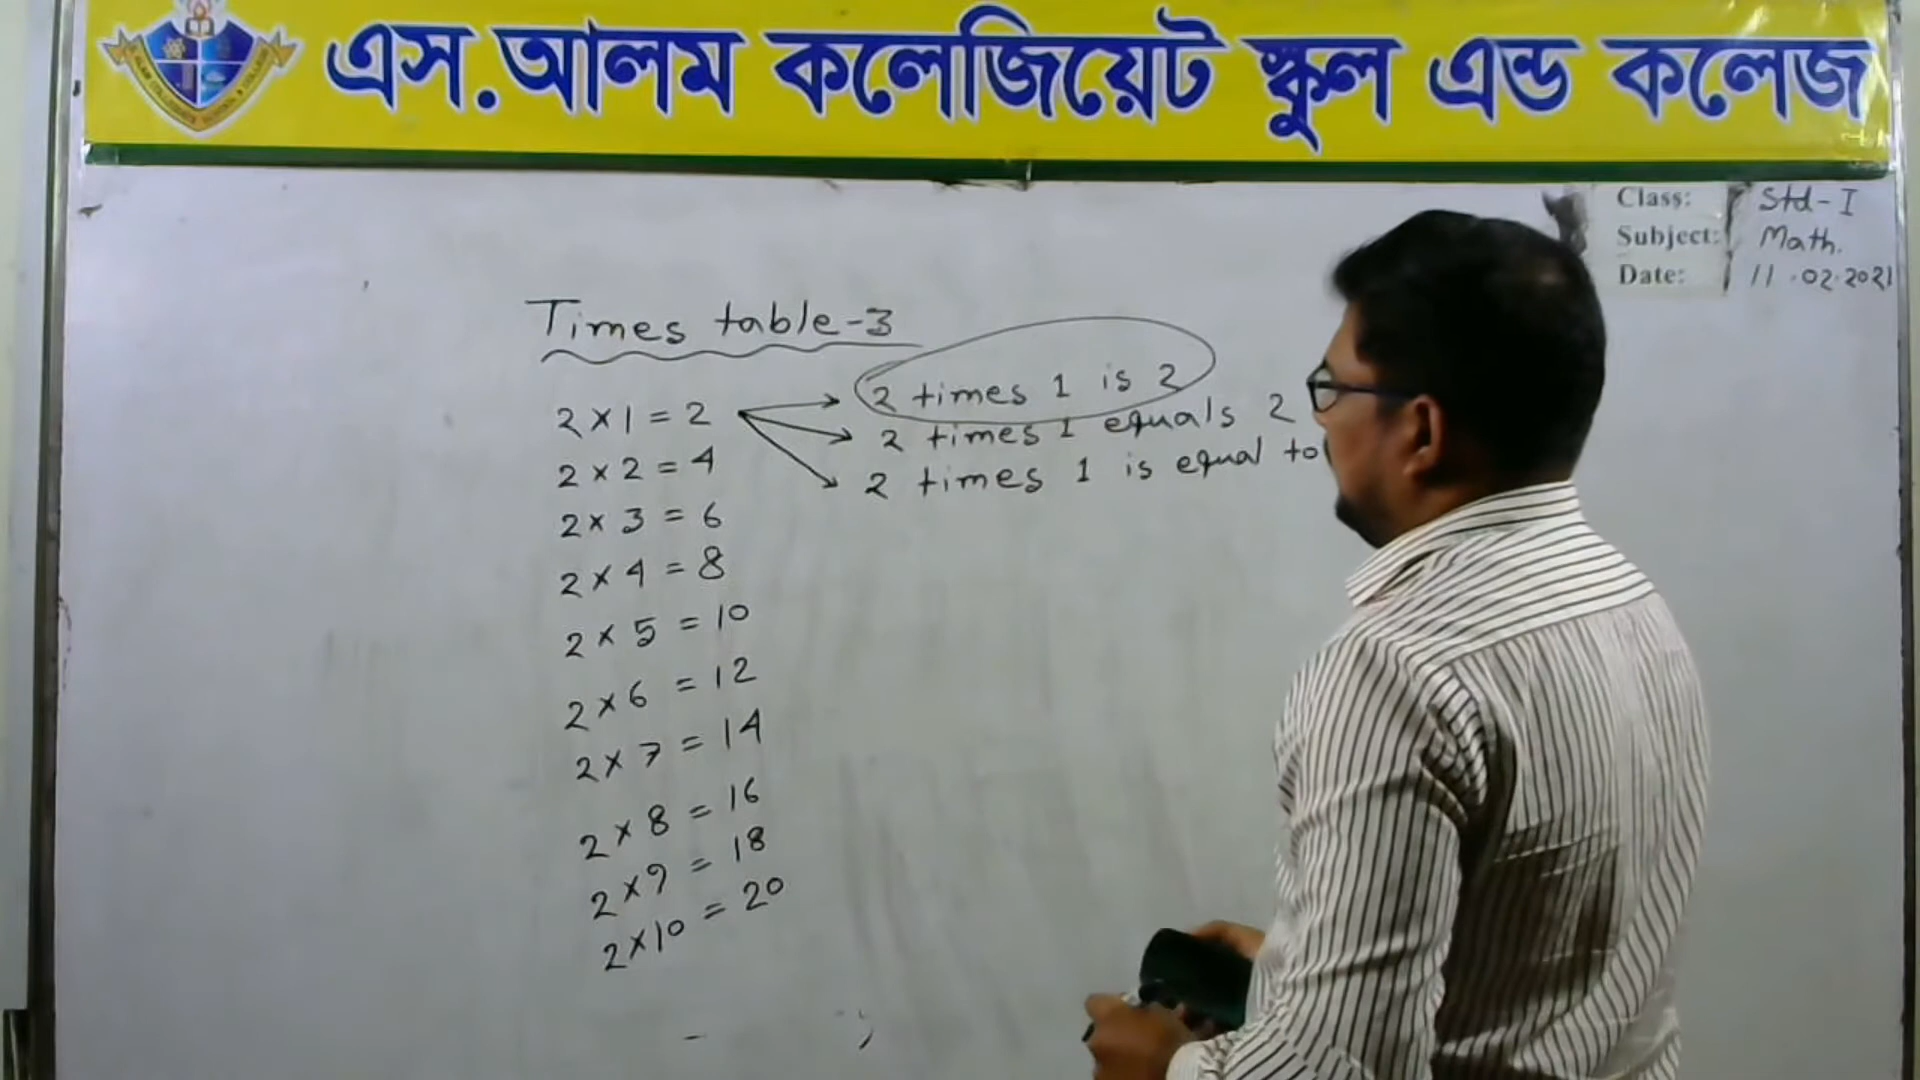 এস.আলম কলেজিয়েট স্কুল এন্ড কলেজ
Class: Std-I
Subject: Math.
Date: 11.02.2021
Times table-3
2 × 1 = 2
2 times 1 is 2
2 times 1 equals 2
2 times 1 is equal to
2 × 2 = 4
2 × 3 = 6
2 × 4 = 8
2 × 5 = 10
2 × 6 = 12
2 × 7 = 14
2 × 8 = 16
2 × 9 = 18
2 × 10 = 20